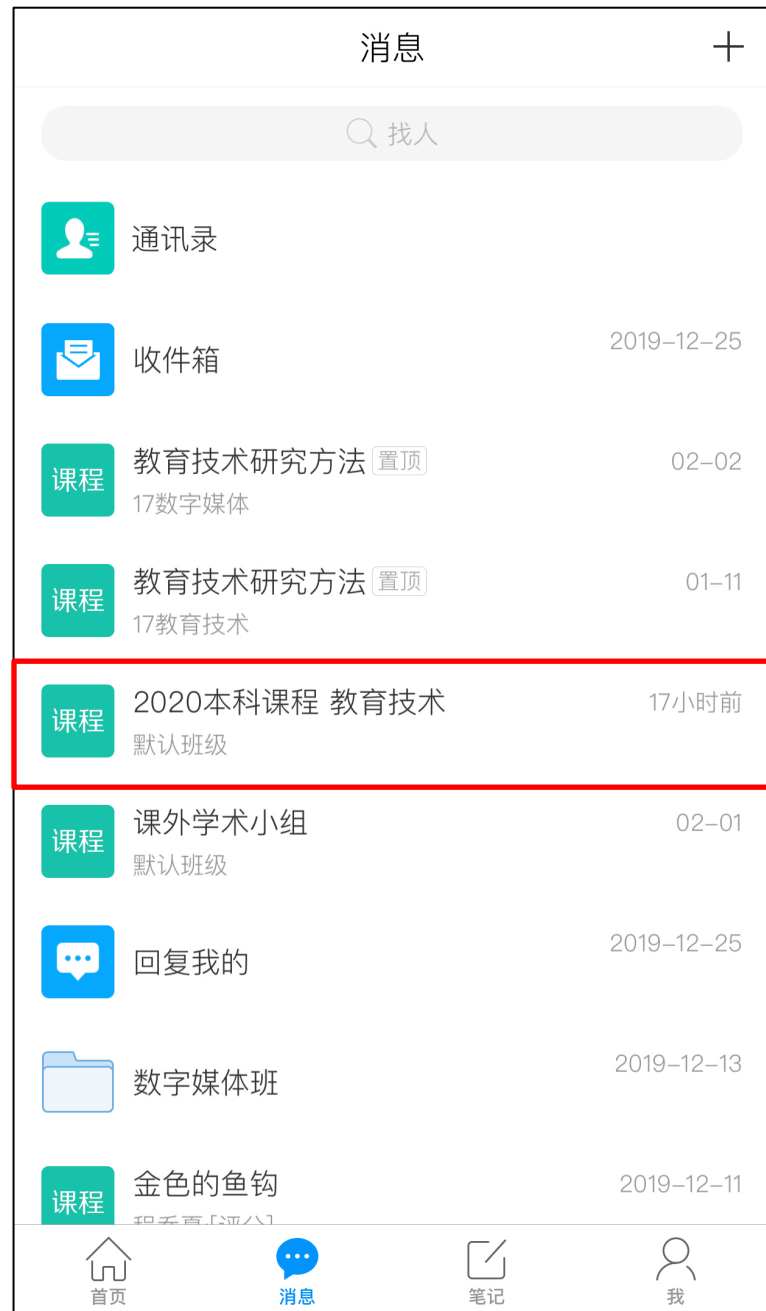 消息
找人
通讯录
收件箱
2019-12-25
课程
教育技术研究方法 置顶
02-02
17数字媒体
课程
教育技术研究方法 置顶
01-11
17教育技术
课程
2020本科课程 教育技术
17小时前
默认班级
课程
课外学术小组
02-01
默认班级
回复我的
2019-12-25
数字媒体班
2019-12-13
课程
金色的鱼钩
2019-12-11
首页
消息
笔记
我